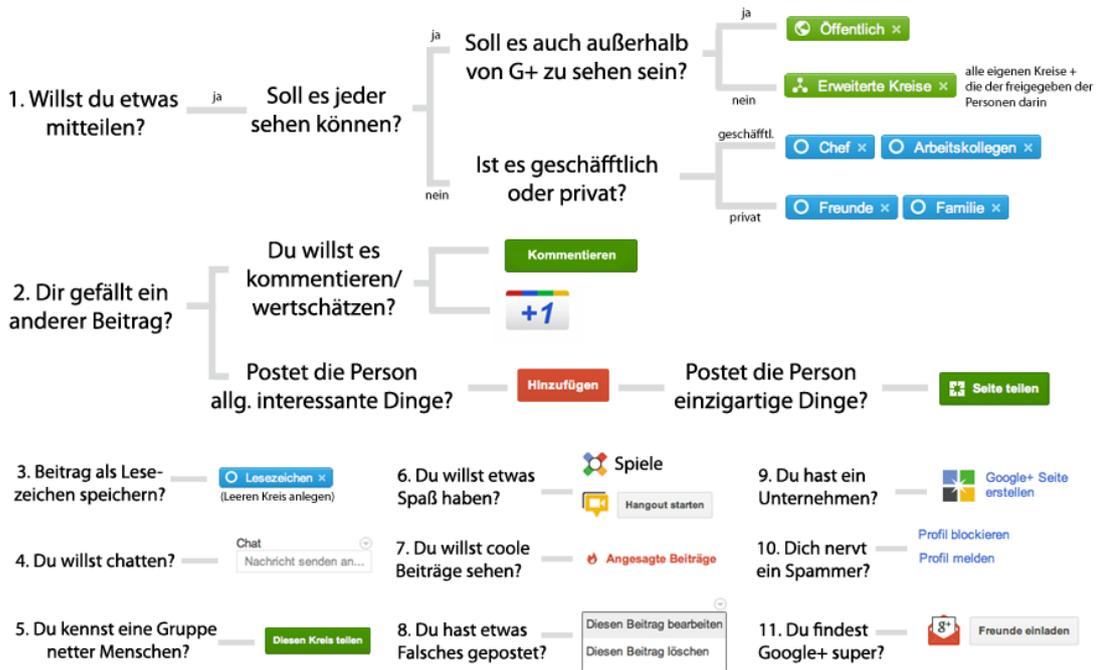 1. Willst du etwas
mitteilen?
ja
Soll es jeder
sehen können?
ja
Soll es auch außerhalb
von G+ zu sehen sein?
ja
Öffentlich ×
nein
Erweiterte Kreise ×
alle eigenen Kreise +
die der freigegeben der
Personen darin
nein
Ist es geschäfftlich
oder privat?
geschäfftl.
Chef ×
Arbeitskollegen ×
privat
Freunde ×
Familie ×
2. Dir gefällt ein
anderer Beitrag?
Du willst es
kommentieren/
wertschätzen?
Kommentieren
+1
Postet die Person
allg. interessante Dinge?
Hinzufügen
Postet die Person
einzigartige Dinge?
Seite teilen
3. Beitrag als Lese-
zeichen speichern?
Lesezeichen ×
(Leeren Kreis anlegen)
4. Du willst chatten?
Chat
Nachricht senden an...
5. Du kennst eine Gruppe
netter Menschen?
Diesen Kreis teilen
6. Du willst etwas
Spaß haben?
Spiele
Hangout starten
7. Du willst coole
Beiträge sehen?
Angesagte Beiträge
8. Du hast etwas
Falsches gepostet?
Diesen Beitrag bearbeiten
Diesen Beitrag löschen
9. Du hast ein
Unternehmen?
Google+ Seite
erstellen
10. Dich nervt
ein Spammer?
Profil blockieren
Profil melden
11. Du findest
Google+ super?
g+
Freunde einladen